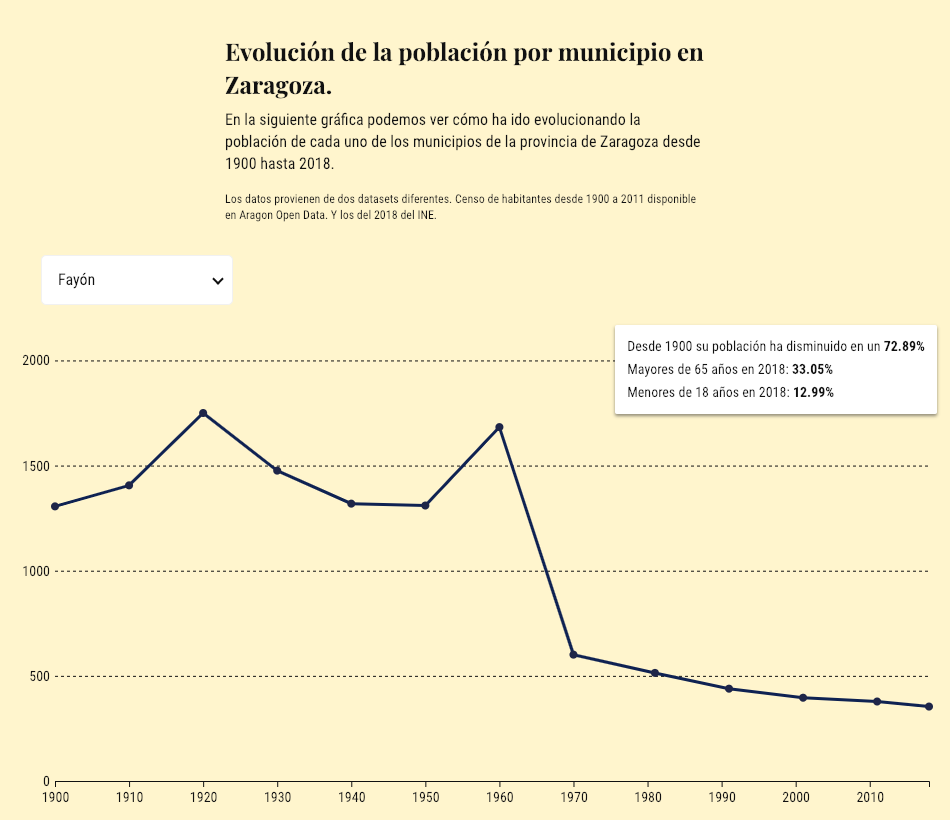 Evolución de la población por municipio en
Zaragoza.
En la siguiente gráfica podemos ver cómo ha ido evolucionando la
población de cada uno de los municipios de la provincia de Zaragoza desde
1900 hasta 2018.
Los datos provienen de dos datasets diferentes. Censo de habitantes desde 1900 a 2011 disponible
en Aragon Open Data. Y los del 2018 del INE.
Fayón
Desde 1900 su población ha disminuido en un 72.89%
Mayores de 65 años en 2018: 33.05%
Menores de 18 años en 2018: 12.99%
2000
1500
1000
500
0
1900 1910 1920 1930 1940 1950 1960 1970 1980 1990 2000 2010